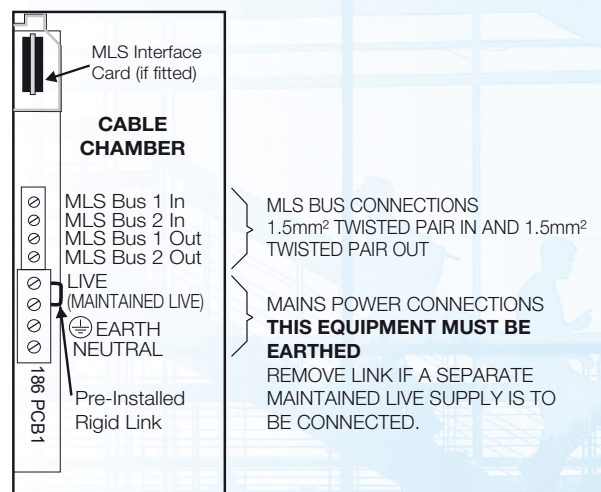 MLS Interface
Card (if fitted)
CABLE
CHAMBER
MLS Bus 1 In
MLS Bus 2 In
MLS Bus 1 Out
MLS Bus 2 Out
LIVE
(MAINTAINED LIVE)
EARTH
NEUTRAL
186 PCB1
Pre-Installed
Rigid Link
MLS BUS CONNECTIONS
1.5mm² TWISTED PAIR IN AND 1.5mm²
TWISTED PAIR OUT
MAINS POWER CONNECTIONS
THIS EQUIPMENT MUST BE
EARTHED
REMOVE LINK IF A SEPARATE
MAINTAINED LIVE SUPPLY IS TO
BE CONNECTED.